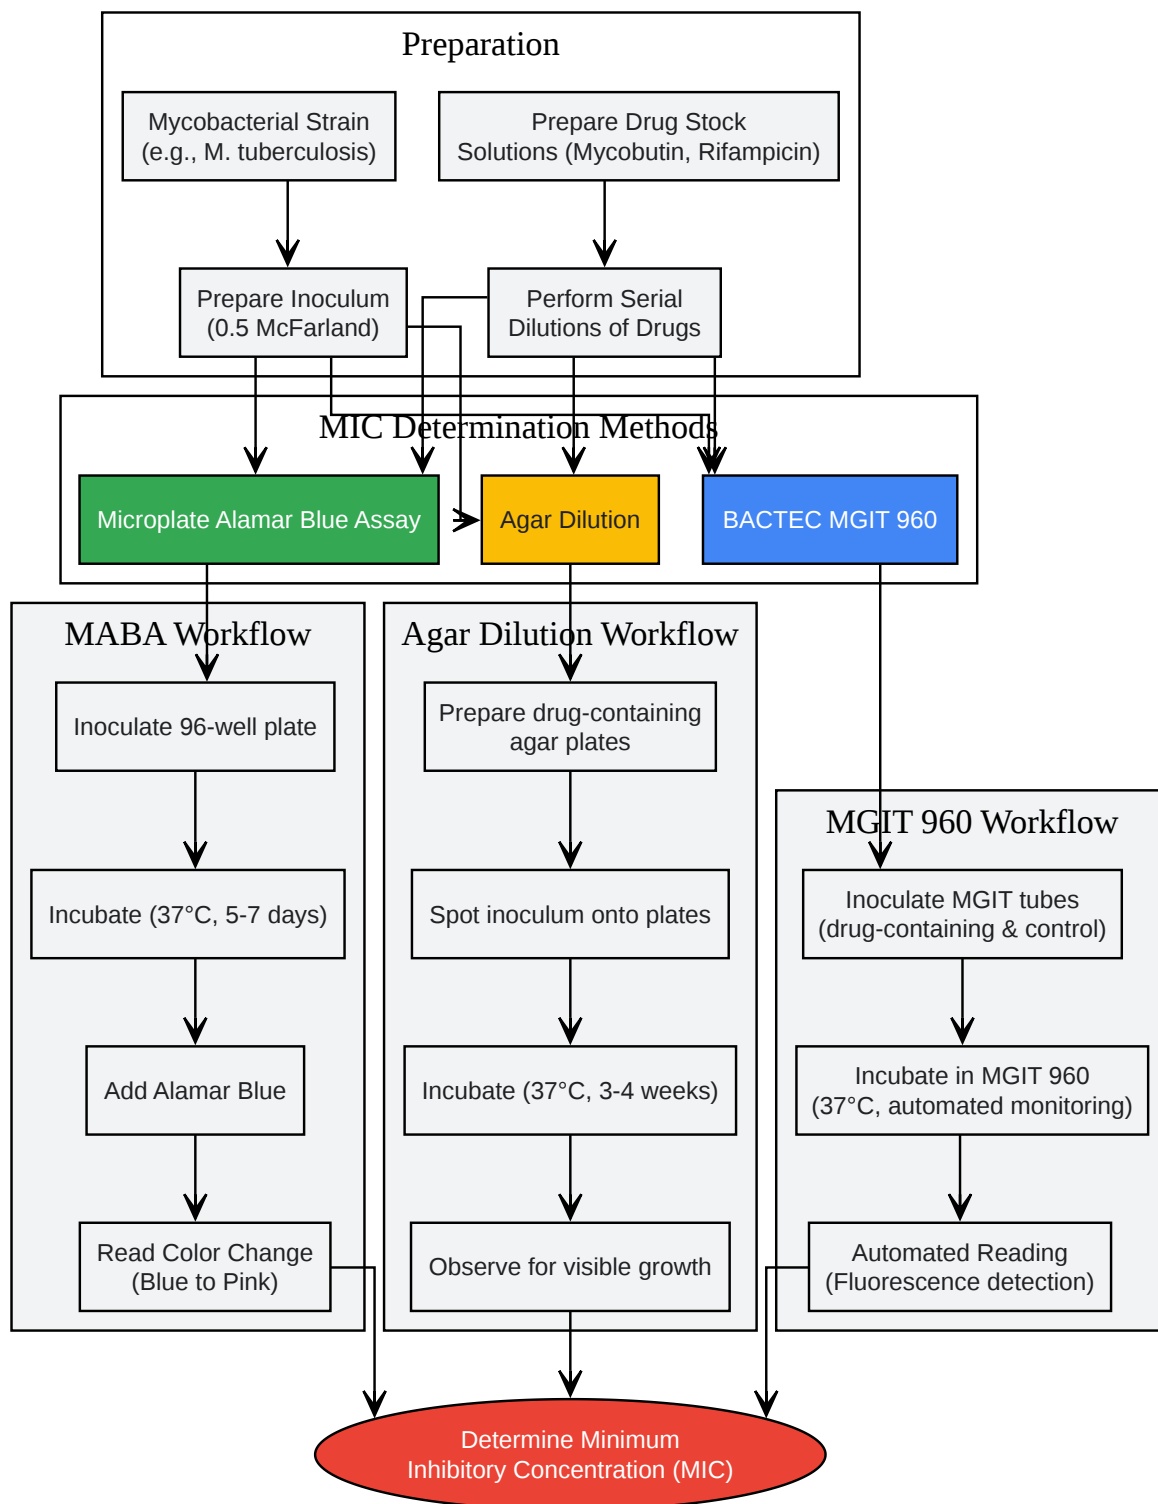 Preparation
Mycobacterial Strain
(e.g., M. tuberculosis)
Prepare Drug Stock
Solutions (Mycobutin, Rifampicin)
Prepare Inoculum
(0.5 McFarland)
Perform Serial
Dilutions of Drugs
MIC Determination Methods
Microplate Alamar Blue Assay
Agar Dilution
BACTEC MGIT 960
MABA Workflow
Inoculate 96-well plate
Incubate (37°C, 5-7 days)
Add Alamar Blue
Read Color Change
(Blue to Pink)
Agar Dilution Workflow
Prepare drug-containing
agar plates
Spot inoculum onto plates
Incubate (37°C, 3-4 weeks)
Observe for visible growth
MGIT 960 Workflow
Inoculate MGIT tubes
(drug-containing & control)
Incubate in MGIT 960
(37°C, automated monitoring)
Automated Reading
(Fluorescence detection)
Determine Minimum
Inhibitory Concentration (MIC)